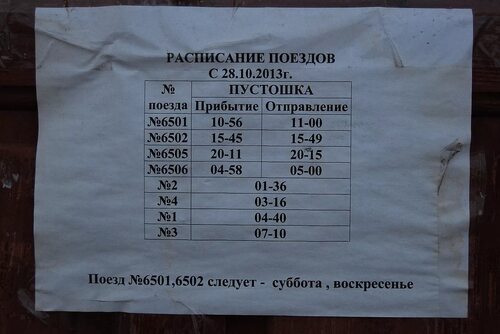 РАСПИСАНИЕ ПОЕЗДОВ
С 28.10.2013г.
№ поезда ПУСТОШКА
Прибытие Отправление
№6501 10-56 11-00
№6502 15-45 15-49
№6505 20-11 20-15
№6506 04-58 05-00
№2 01-36
№4 03-16
№1 04-40
№3 07-10
Поезд №6501,6502 следует - суббота , воскресенье